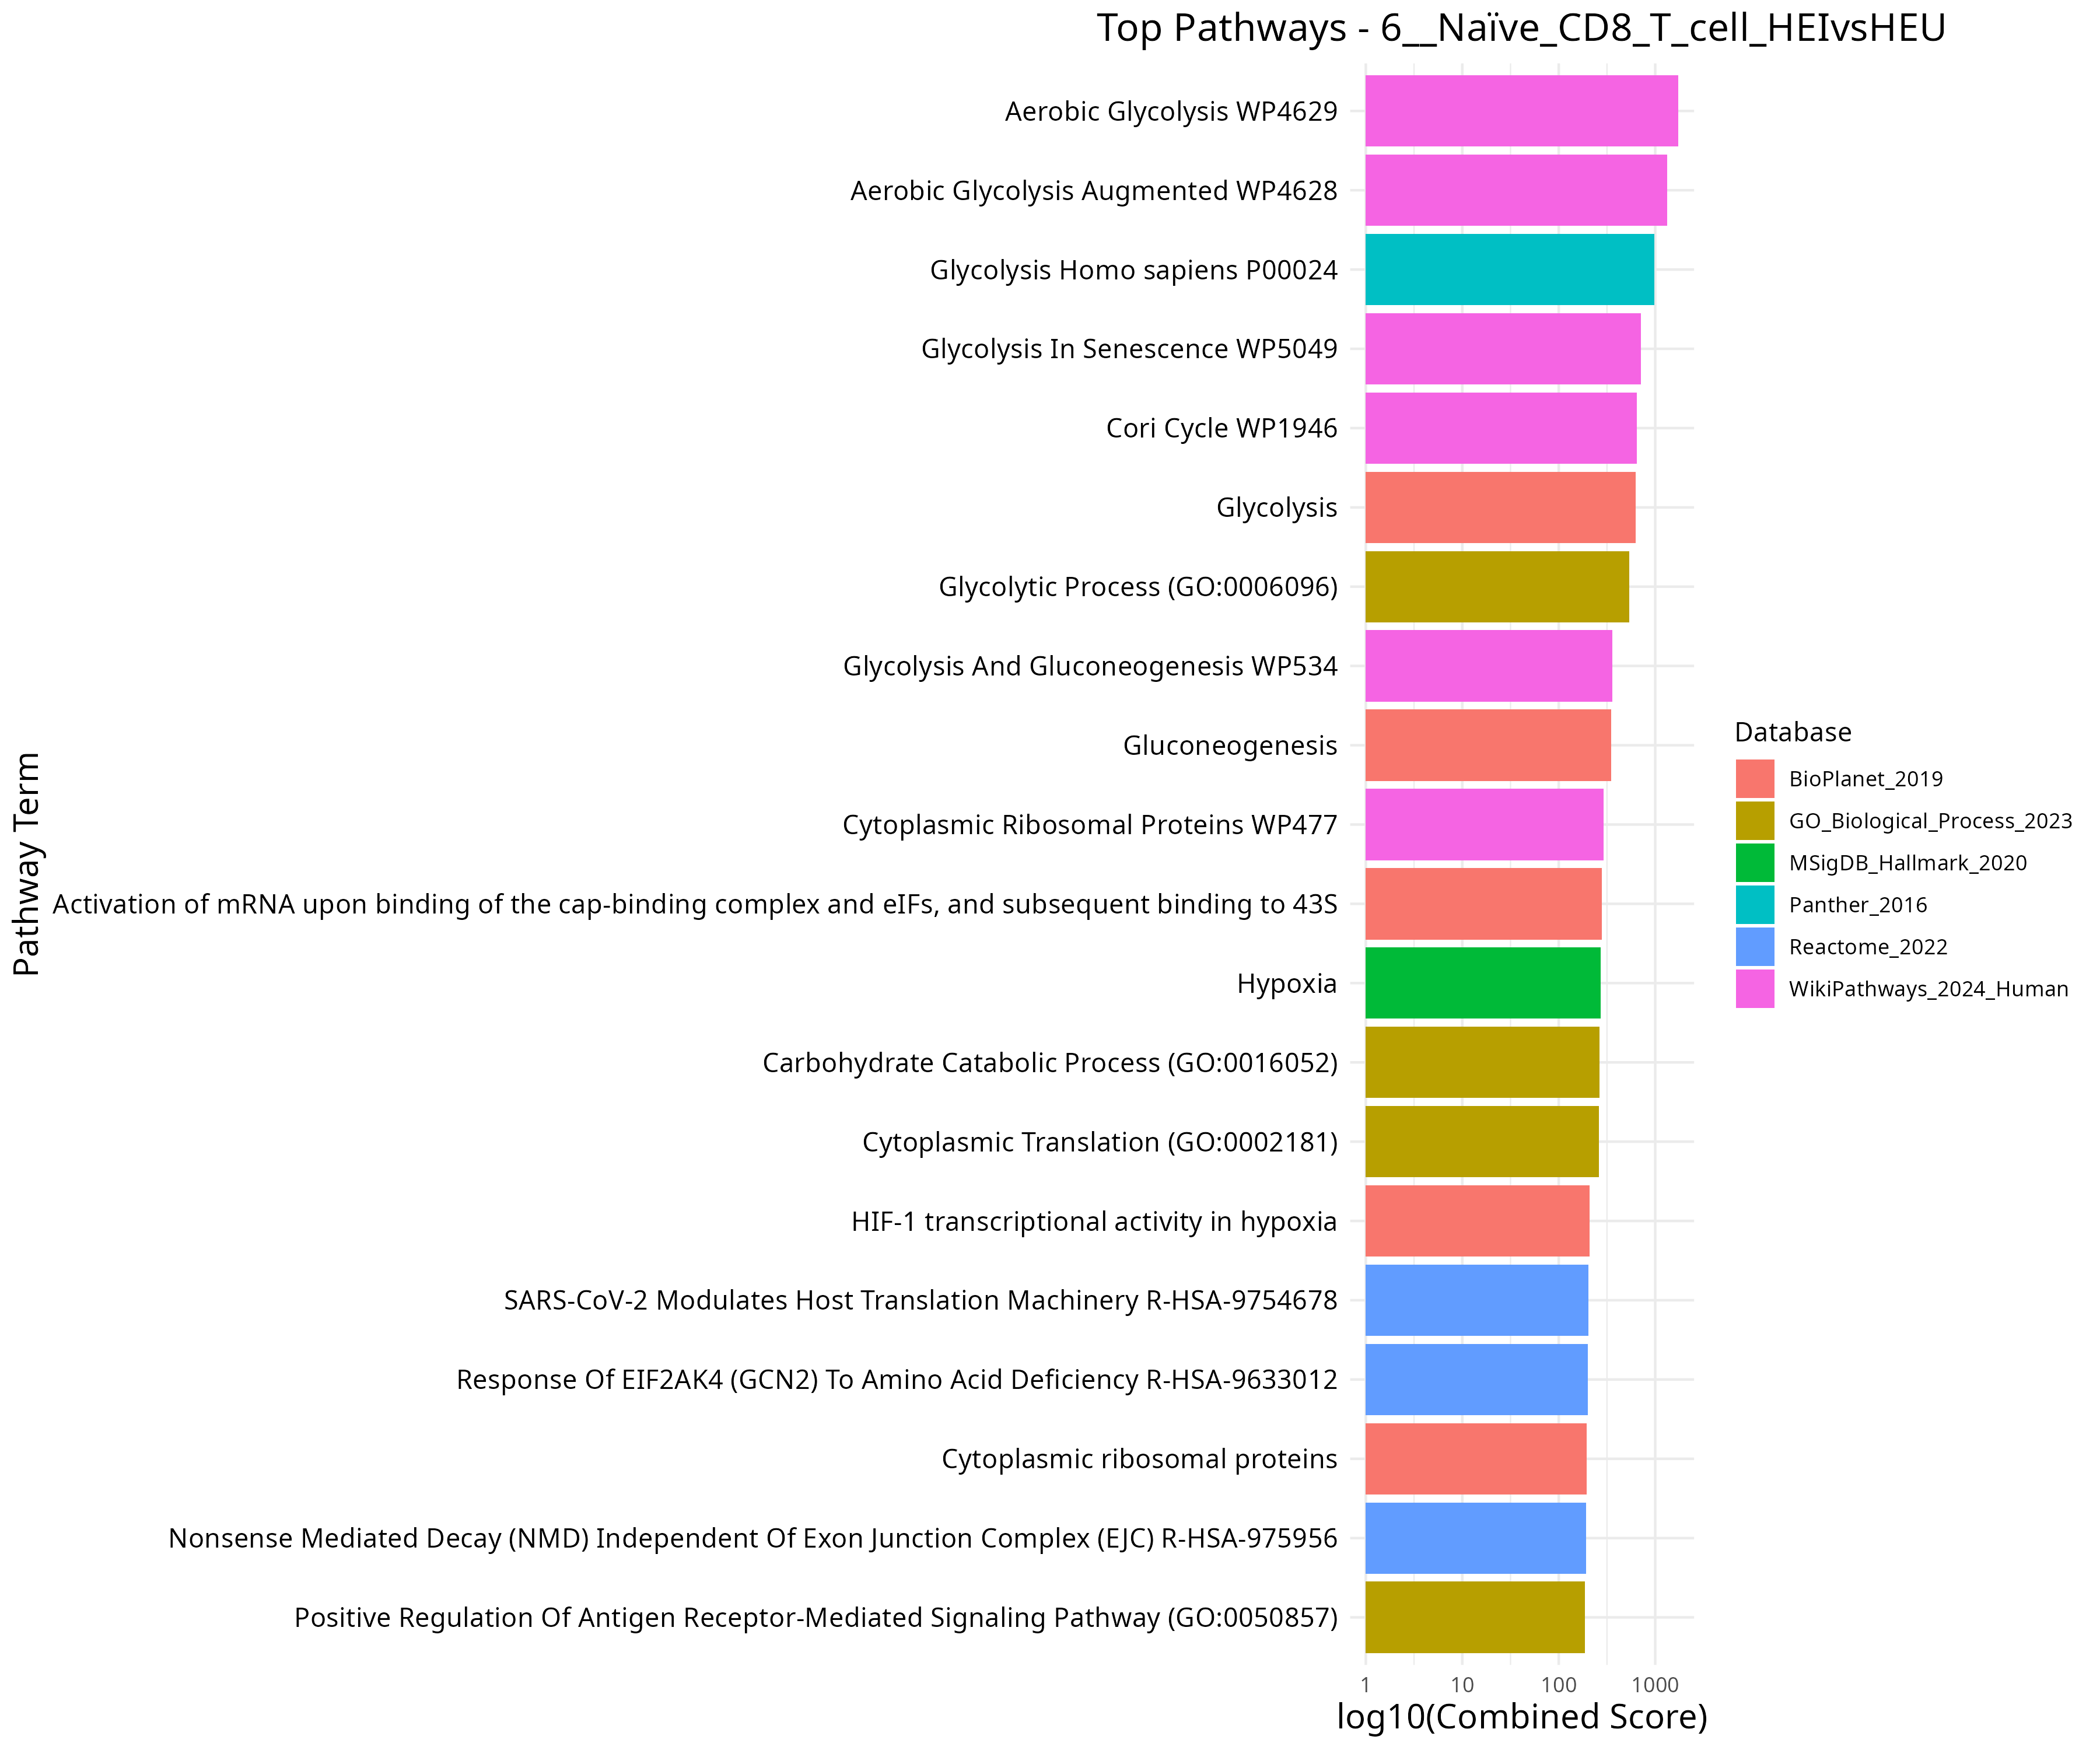 Top Pathways - 6__Naïve_CD8_T_cell_HEIvsHEU
Pathway Term
Aerobic Glycolysis WP4629
Aerobic Glycolysis Augmented WP4628
Glycolysis Homo sapiens P00024
Glycolysis In Senescence WP5049
Cori Cycle WP1946
Glycolysis
Glycolytic Process (GO:0006096)
Glycolysis And Gluconeogenesis WP534
Gluconeogenesis
Cytoplasmic Ribosomal Proteins WP477
Activation of mRNA upon binding of the cap-binding complex and eIFs, and subsequent binding to 43S
Hypoxia
Carbohydrate Catabolic Process (GO:0016052)
Cytoplasmic Translation (GO:0002181)
HIF-1 transcriptional activity in hypoxia
SARS-CoV-2 Modulates Host Translation Machinery R-HSA-9754678
Response Of EIF2AK4 (GCN2) To Amino Acid Deficiency R-HSA-9633012
Cytoplasmic ribosomal proteins
Nonsense Mediated Decay (NMD) Independent Of Exon Junction Complex (EJC) R-HSA-975956
Positive Regulation Of Antigen Receptor-Mediated Signaling Pathway (GO:0050857)
1 10 100 1000
log10(Combined Score)
Database
BioPlanet_2019
GO_Biological_Process_2023
MSigDB_Hallmark_2020
Panther_2016
Reactome_2022
WikiPathways_2024_Human